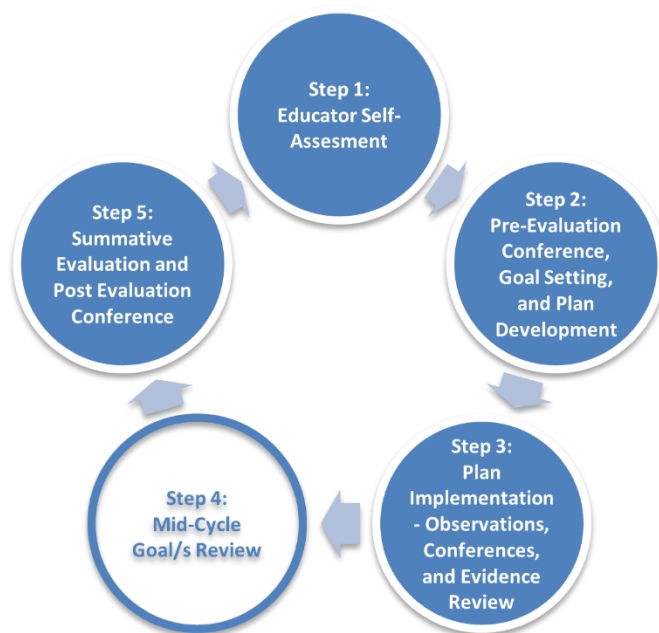 Step 1:
Educator Self-
Assesment
Step 2:
Pre-Evaluation
Conference,
Goal Setting,
and Plan
Development
Step 3:
Plan
Implementation
- Observations,
Conferences,
and Evidence
Review
Step 4:
Mid-Cycle
Goal/s Review
Step 5:
Summative
Evaluation and
Post Evaluation
Conference